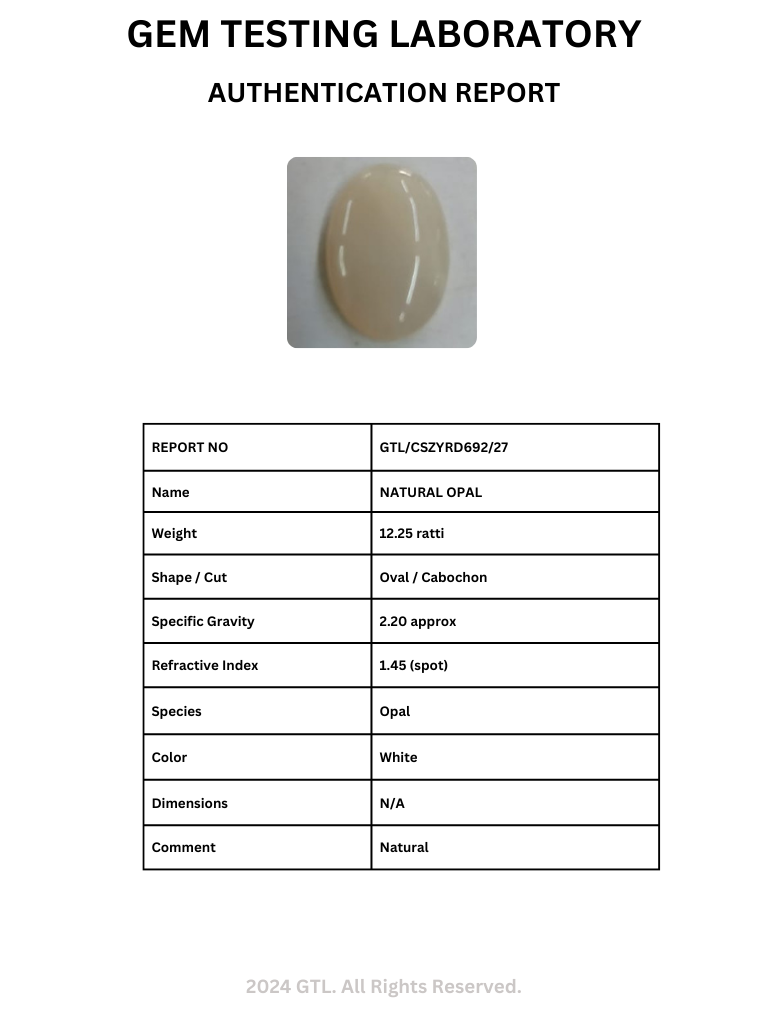 GEM TESTING LABORATORY
AUTHENTICATION REPORT
REPORT NO GTL/CSZYRD692/27
Name NATURAL OPAL
Weight 12.25 ratti
Shape / Cut Oval / Cabochon
Specific Gravity 2.20 approx
Refractive Index 1.45 (spot)
Species Opal
Color White
Dimensions N/A
Comment Natural
2024 GTL. All Rights Reserved.